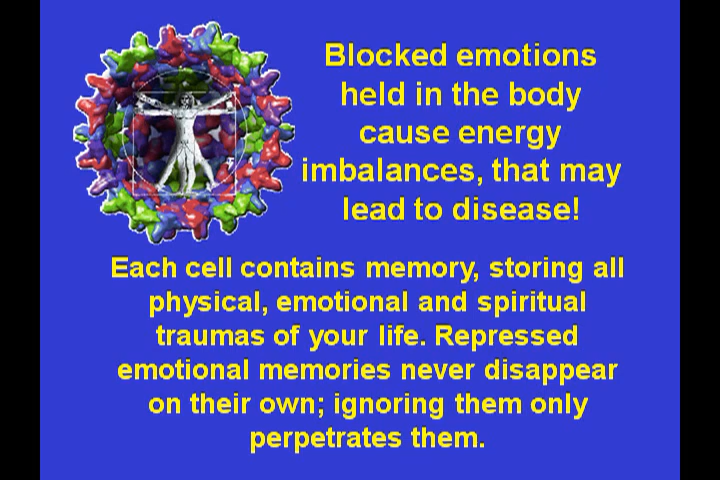 Blocked emotions
held in the body
cause energy
imbalances, that may
lead to disease!
Each cell contains memory, storing all
physical, emotional and spiritual
traumas of your life. Repressed
emotional memories never disappear
on their own; ignoring them only
perpetrates them.